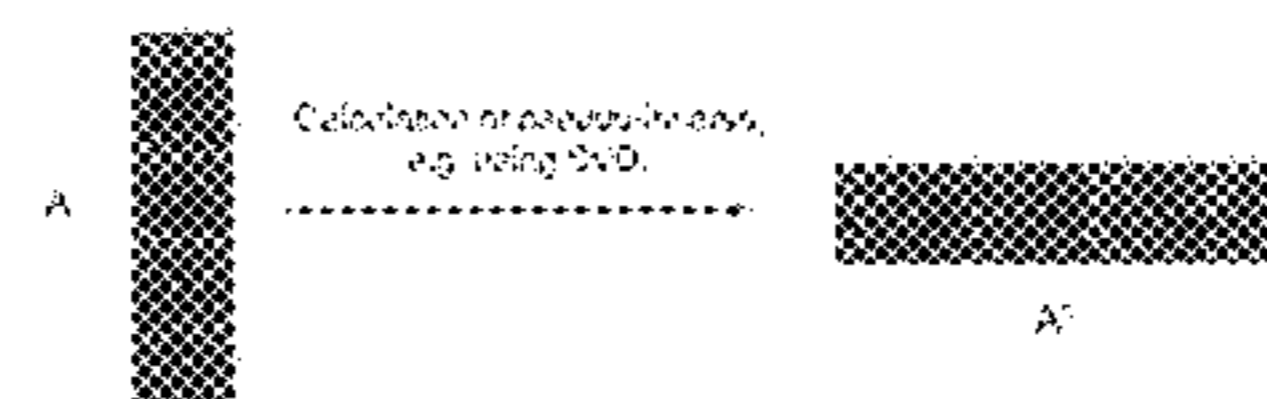 Calculation of pseudo-inverse,
e.g. using SVD.
A
A